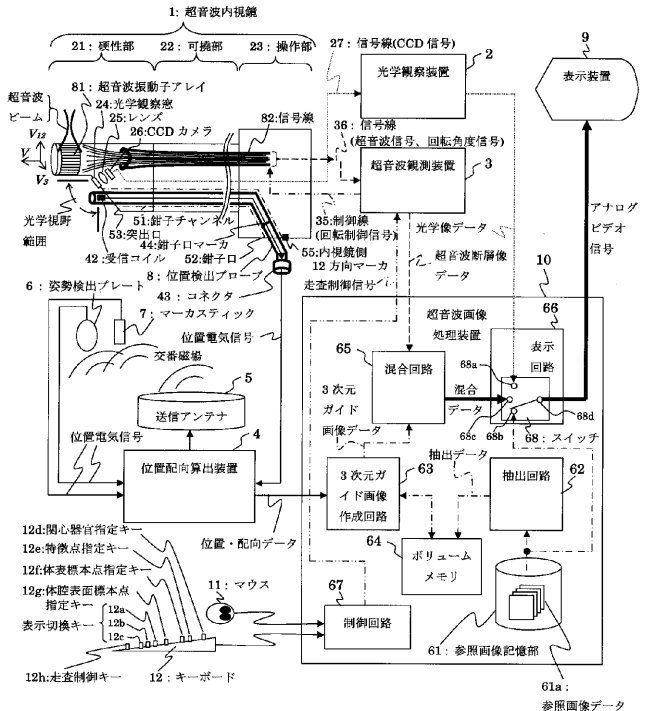 1：超音波内視鏡
21：硬性部
22：可撓部
23：操作部
81：超音波振動子アレイ
超音波
ビーム
24:光学観察窓
25:レンズ
26:CCDカメラ
82:信号線
V12
V
V3
光学視野
範囲
51:鉗子チャンネル
53:突出口
44:鉗子口マーカ
42：受信コイル
52:鉗子口
8：位置検出プローブ
43：コネクタ
55:内視鏡側
12方向マーカ
27：信号線(CCD信号)
2
光学観察装置
36：信号線
(超音波信号、回転角度信号)
超音波観測装置
3
35:制御線
(回転制御信号)
光学像データ
超音波断層像
データ
走査制御信号
9
表示装置
アナログ
ビデオ
信号
6：姿勢検出プレート
7：マーカスティック
位置電気信号
交番磁場
5
送信アンテナ
4
位置電気信号
位置配向算出装置
位置・配向データ
10
超音波画像
処理装置
66
表示
回路
68a
68c
68b
68d
68：スイッチ
65
混合回路
混合
データ
3次元
ガイド
画像データ
3次元ガ
イド画像
作成回路
63
抽出データ
抽出回路
62
64
ボリューム
メモリ
67
制御回路
61：参照画像記憶部
61a：
参照画像データ
12d:関心器官指定キー
12e:特徴点指定キー
12f:体表標本点指定キー
12g:体腔表面標本点
指定キー
表示切換キー
12a
12b
12c
11：マウス
12h:走査制御キー
12：キーボード